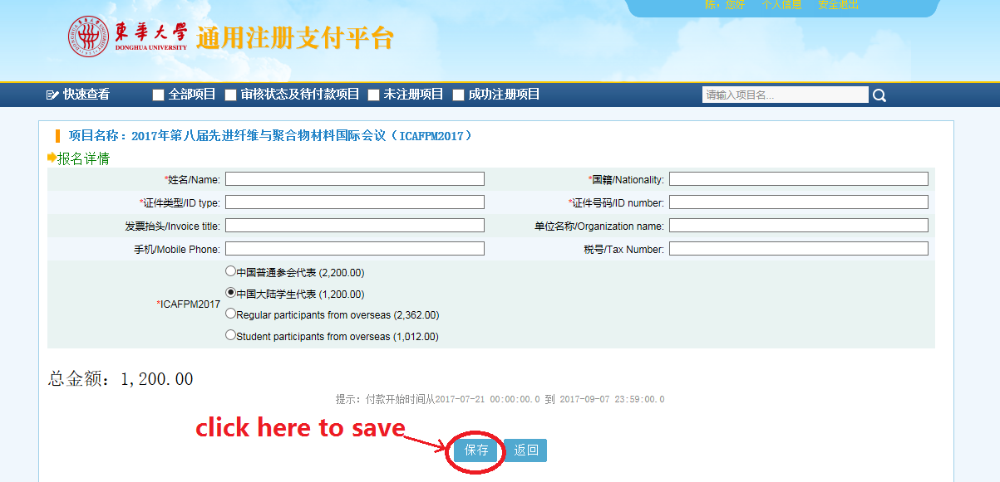 陈，您好 个人信息 安全退出
東華大學 通用注册支付平台
DONGHUA UNIVERSITY
快速查看 全部项目 审核状态及待付款项目 未注册项目 成功注册项目 请输入项目名...
项目名称：2017年第八届先进纤维与聚合物材料国际会议（ICAFPM2017）
报名详情
*姓名/Name: *国籍/Nationality:
*证件类型/ID type: *证件号码/ID number:
发票抬头/Invoice title: 单位名称/Organization name:
手机/Mobile Phone: 税号/Tax Number:
中国普通参会代表 (2,200.00)
中国大陆学生代表 (1,200.00)
*ICAFPM2017
Regular participants from overseas (2,362.00)
Student participants from overseas (1,012.00)
总金额：1,200.00
提示：付款开始时间从2017-07-21 00:00:00.0 到 2017-09-07 23:59:00.0
click here to save
保存 返回